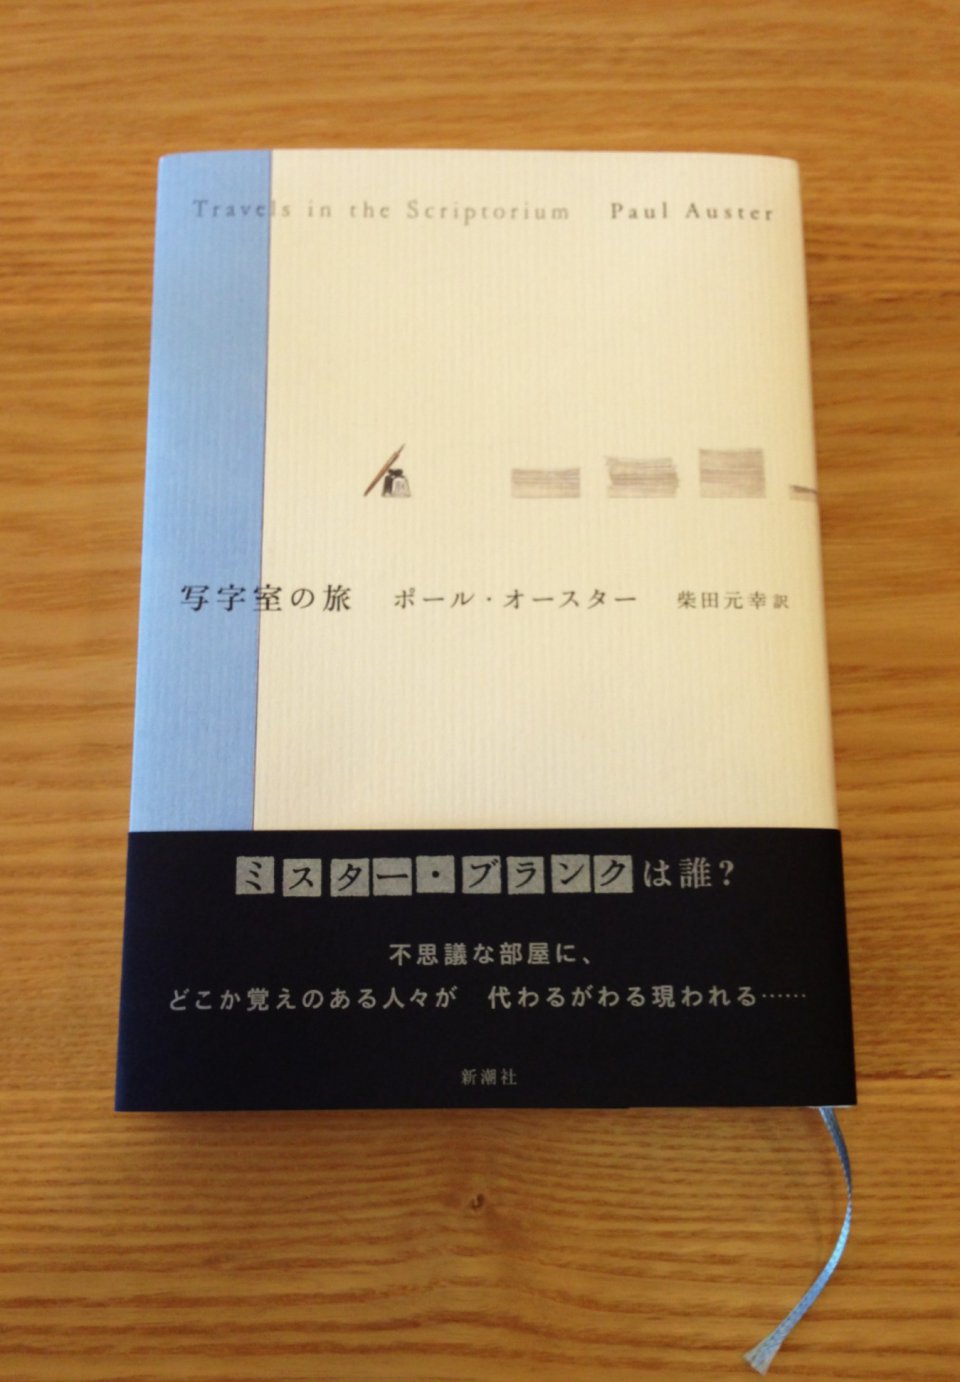 Travels in the Scriptorium Paul Auster
写字室の旅 ポール・オースター 柴田元幸 訳
ミスター・ブランクは誰?
不思議な部屋に、
どこか覚えのある人々が 代わるがわる現われる……
新潮社